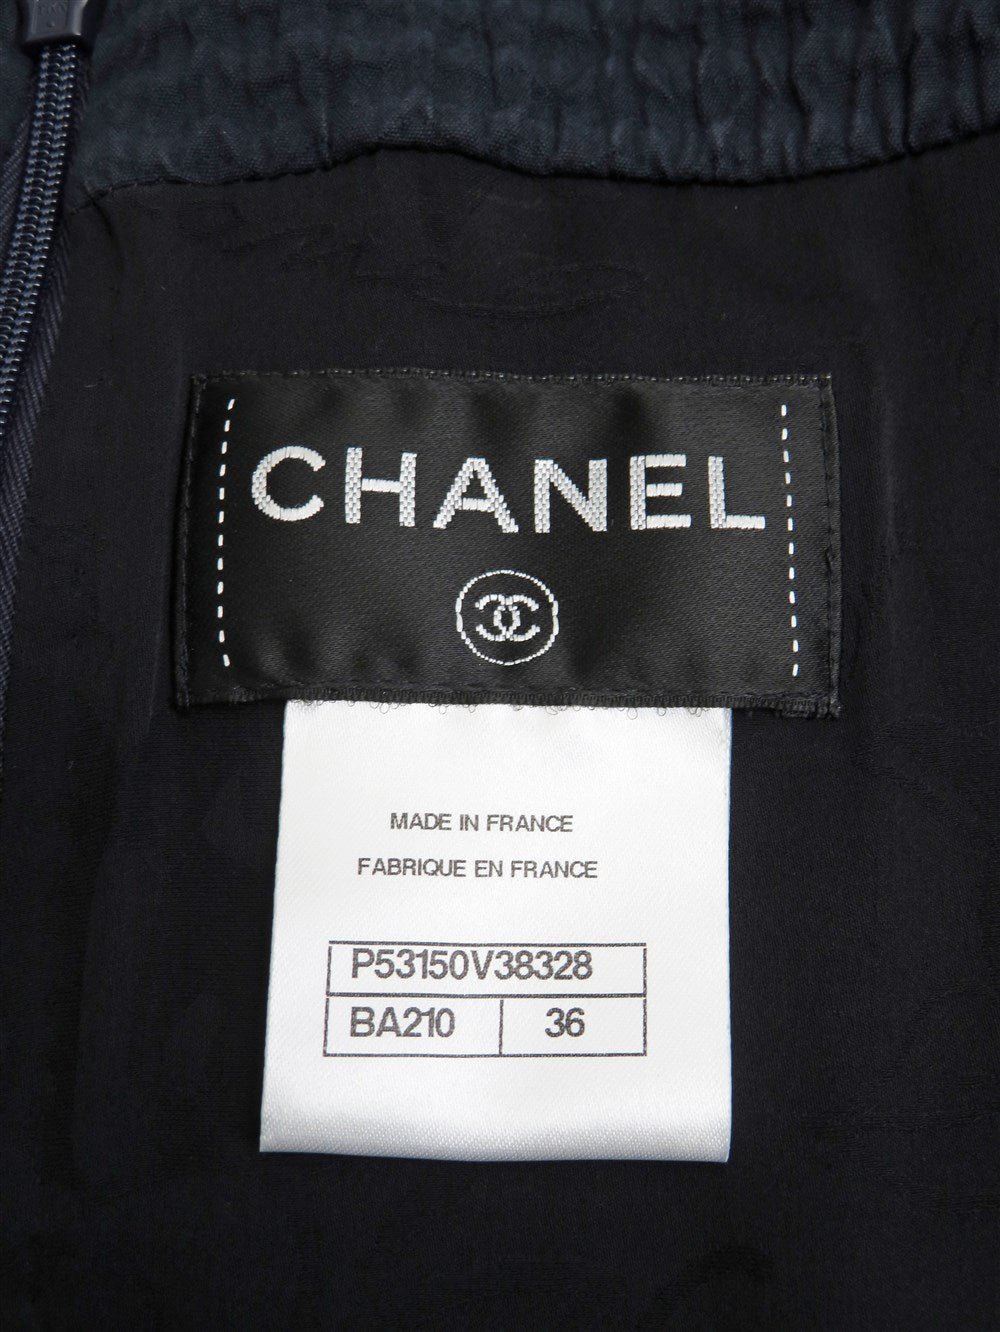 CHANEL
MADE IN FRANCE
FABRIQUE EN FRANCE
P53150V38328
BA210 36